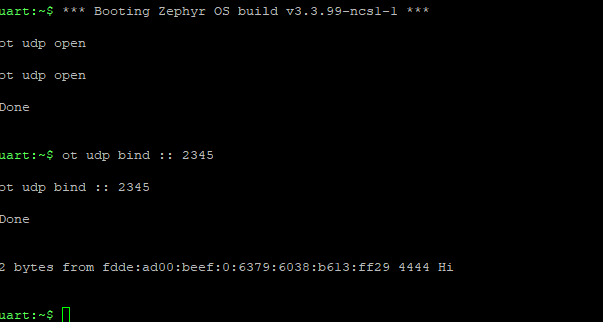 uart:~$ *** Booting Zephyr OS build v3.3.99-ncs1-1 ***
ot udp open
ot udp open
Done
uart:~$ ot udp bind :: 2345
ot udp bind :: 2345
Done
2 bytes from fdde:ad00:beef:0:6379:6038:b613:ff29 4444 Hi
uart:~$